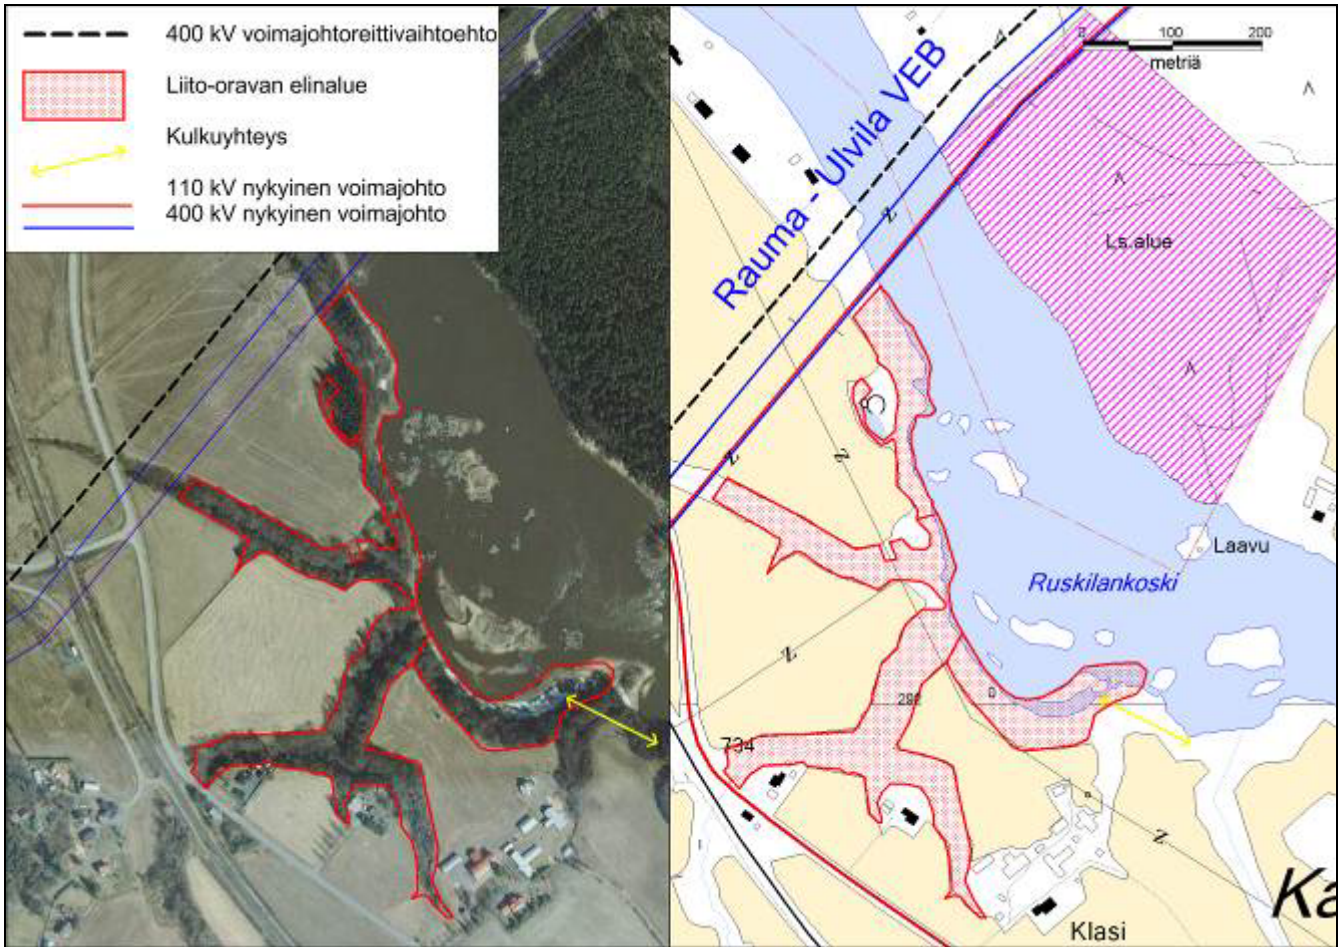 400 kV voimajohtoreittivaihtoehto
Liito-oravan elinalue
Kulkuyhteys
110 kV nykyinen voimajohto
400 kV nykyinen voimajohto
0 100 200
metriä
Rauma - Ulvila VEB
Ls.alue
Laavu
Ruskilankoski
0
734
Klasi
Ka